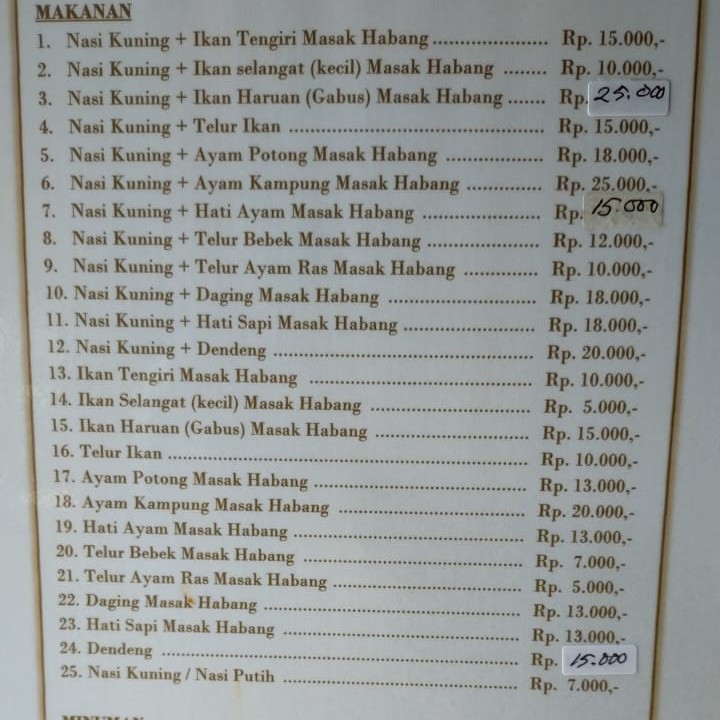 MAKANAN
1. Nasi Kuning + Ikan Tengiri Masak Habang ...................... Rp. 15.000,-
2. Nasi Kuning + Ikan selangat (kecil) Masak Habang ........ Rp. 10.000,-
3. Nasi Kuning + Ikan Haruan (Gabus) Masak Habang ....... Rp. 25.000
4. Nasi Kuning + Telur Ikan ................................................. Rp. 15.000,-
5. Nasi Kuning + Ayam Potong Masak Habang ................... Rp. 18.000,-
6. Nasi Kuning + Ayam Kampung Masak Habang ............... Rp. 25.000,-
7. Nasi Kuning + Hati Ayam Masak Habang ....................... Rp. 15.000
8. Nasi Kuning + Telur Bebek Masak Habang ...................... Rp. 12.000,-
9. Nasi Kuning + Telur Ayam Ras Masak Habang ............... Rp. 10.000,-
10. Nasi Kuning + Daging Masak Habang ............................. Rp. 18.000,-
11. Nasi Kuning + Hati Sapi Masak Habang .......................... Rp. 18.000,-
12. Nasi Kuning + Dendeng .................................................... Rp. 20.000,-
13. Ikan Tengiri Masak Habang ............................................ Rp. 10.000,-
14. Ikan Selangat (kecil) Masak Habang ................................ Rp. 5.000,-
15. Ikan Haruan (Gabus) Masak Habang ............................... Rp. 15.000,-
16. Telur Ikan ........................................................................ Rp. 10.000,-
17. Ayam Potong Masak Habang .......................................... Rp. 13.000,-
18. Ayam Kampung Masak Habang ..................................... Rp. 20.000,-
19. Hati Ayam Masak Habang .............................................. Rp. 13.000,-
20. Telur Bebek Masak Habang ............................................ Rp. 7.000,-
21. Telur Ayam Ras Masak Habang ...................................... Rp. 5.000,-
22. Daging Masak Habang .................................................... Rp. 13.000,-
23. Hati Sapi Masak Habang ................................................ Rp. 13.000,-
24. Dendeng .......................................................................... Rp. 15.000
25. Nasi Kuning / Nasi Putih ................................................ Rp. 7.000,-